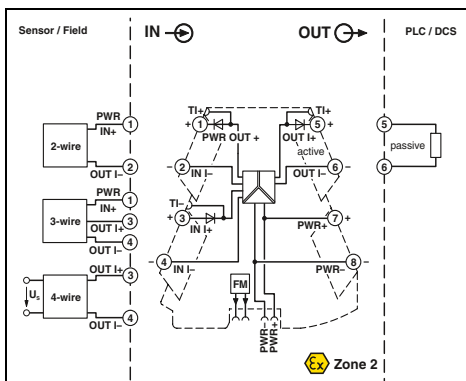 Sensor / Field
IN
OUT
PLC / DCS
PWR
IN+
1
2-wire
2
OUT I–
PWR
IN+
1
3-wire
OUT I+
3
OUT I–
4
OUT I+
3
Us
4-wire
OUT I–
4
TI+
+ 1
PWR OUT +
– 2
IN I–
TI–
+ 3
IN I+
– 4
IN I–
FM
PWR–
PWR+
TI+
5 +
OUT I+
active
6 –
OUT I–
7 +
PWR+
8 –
PWR–
Ex Zone 2
5
passive
6